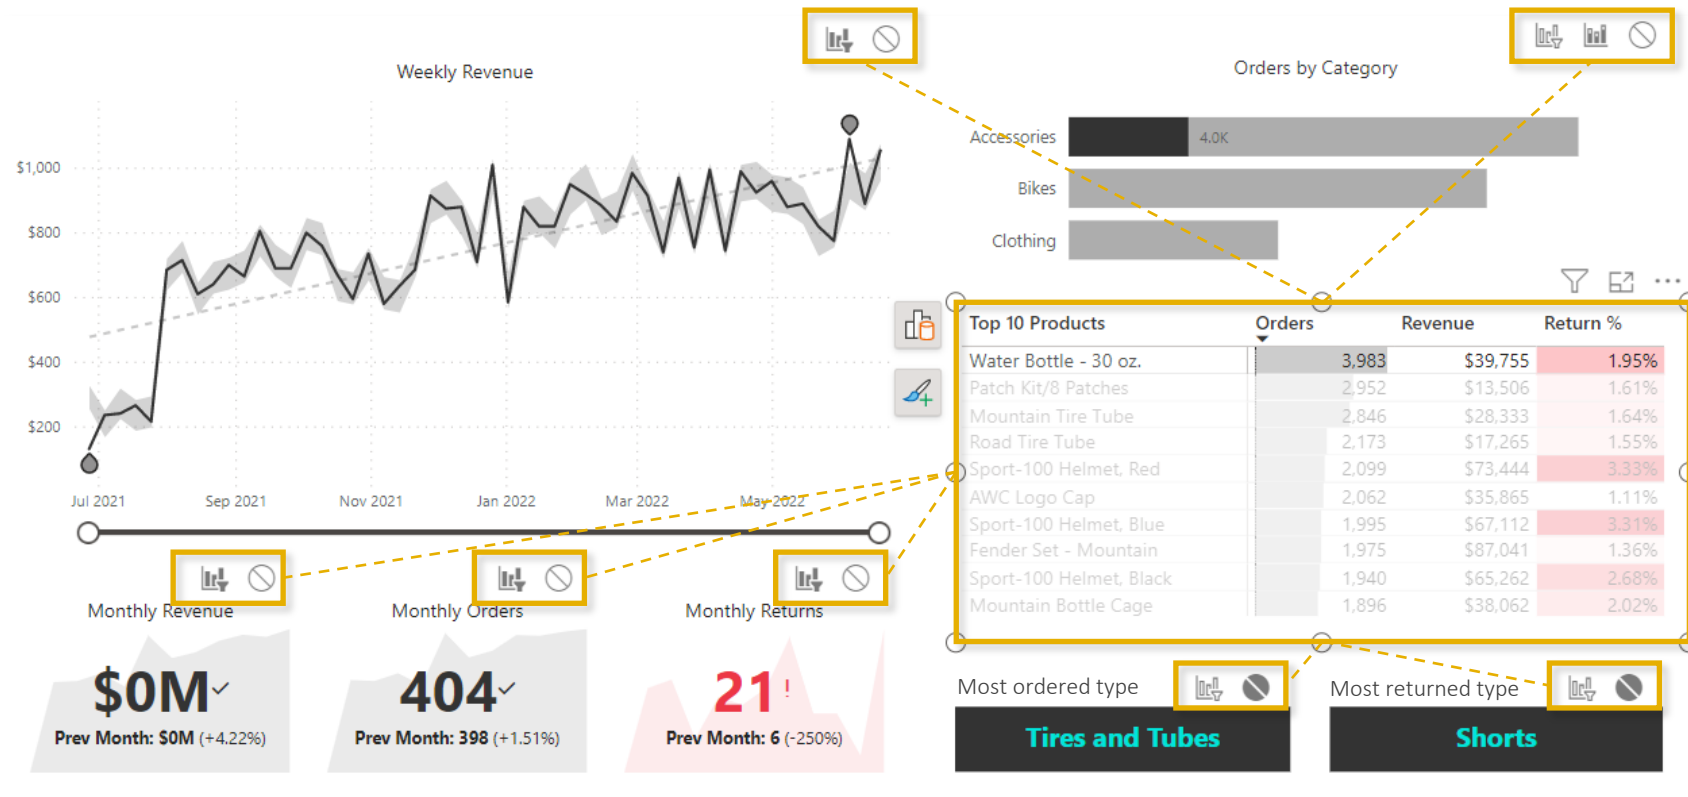 Weekly Revenue
$1,000
$800
$600
$400
$200
Jul 2021 Sep 2021 Nov 2021 Jan 2022 Mar 2022 May 2022
Orders by Category
Accessories 4.0K
Bikes
Clothing
Top 10 Products Orders Revenue Return %
Water Bottle - 30 oz. 3,983 $39,755 1.95%
Patch Kit/8 Patches 2,952 $13,506 1.61%
Mountain Tire Tube 2,846 $28,333 1.64%
Road Tire Tube 2,173 $17,265 1.55%
Sport-100 Helmet, Red 2,099 $73,444 3.33%
AWC Logo Cap 2,062 $35,865 1.11%
Sport-100 Helmet, Blue 1,995 $67,112 3.31%
Fender Set - Mountain 1,975 $87,041 1.36%
Sport-100 Helmet, Black 1,940 $65,262 2.68%
Mountain Bottle Cage 1,896 $38,062 2.02%
Monthly Revenue
$0M
Prev Month: $0M (+4.22%)
Monthly Orders
404
Prev Month: 398 (+1.51%)
Monthly Returns
21 !
Prev Month: 6 (-250%)
Most ordered type
Tires and Tubes
Most returned type
Shorts